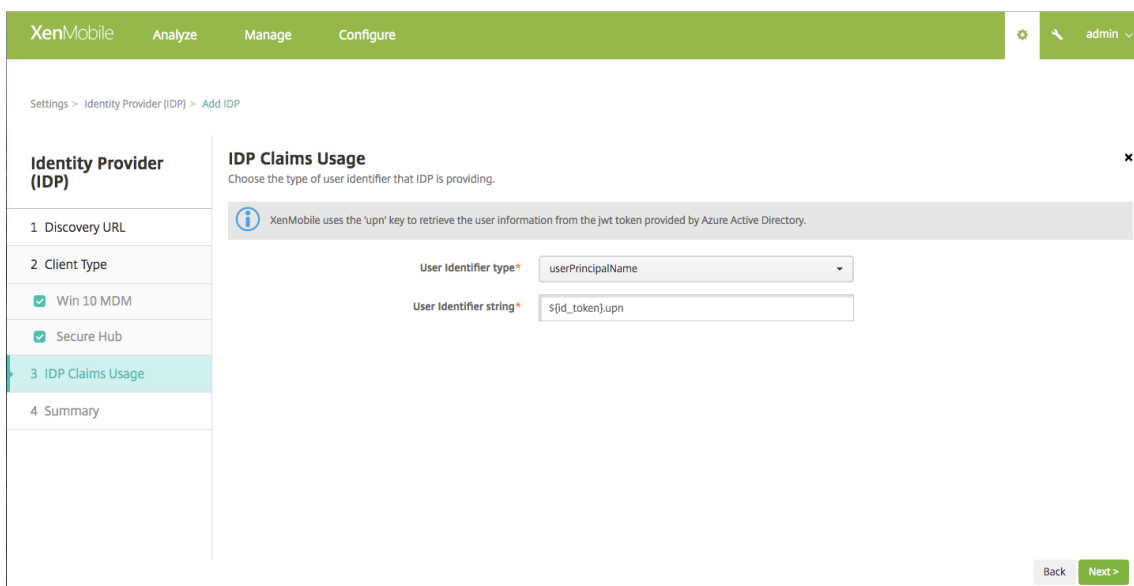 XenMobile Analyze Manage Configure admin
Settings > Identity Provider (IDP) > Add IDP
Identity Provider
(IDP)
1 Discovery URL
2 Client Type
Win 10 MDM
Secure Hub
3 IDP Claims Usage
4 Summary
IDP Claims Usage
Choose the type of user identifier that IDP is providing.
XenMobile uses the 'upn' key to retrieve the user information from the jwt token provided by Azure Active Directory.
User Identifier type* userPrincipalName
User Identifier string* ${id_token}.upn
Back Next >